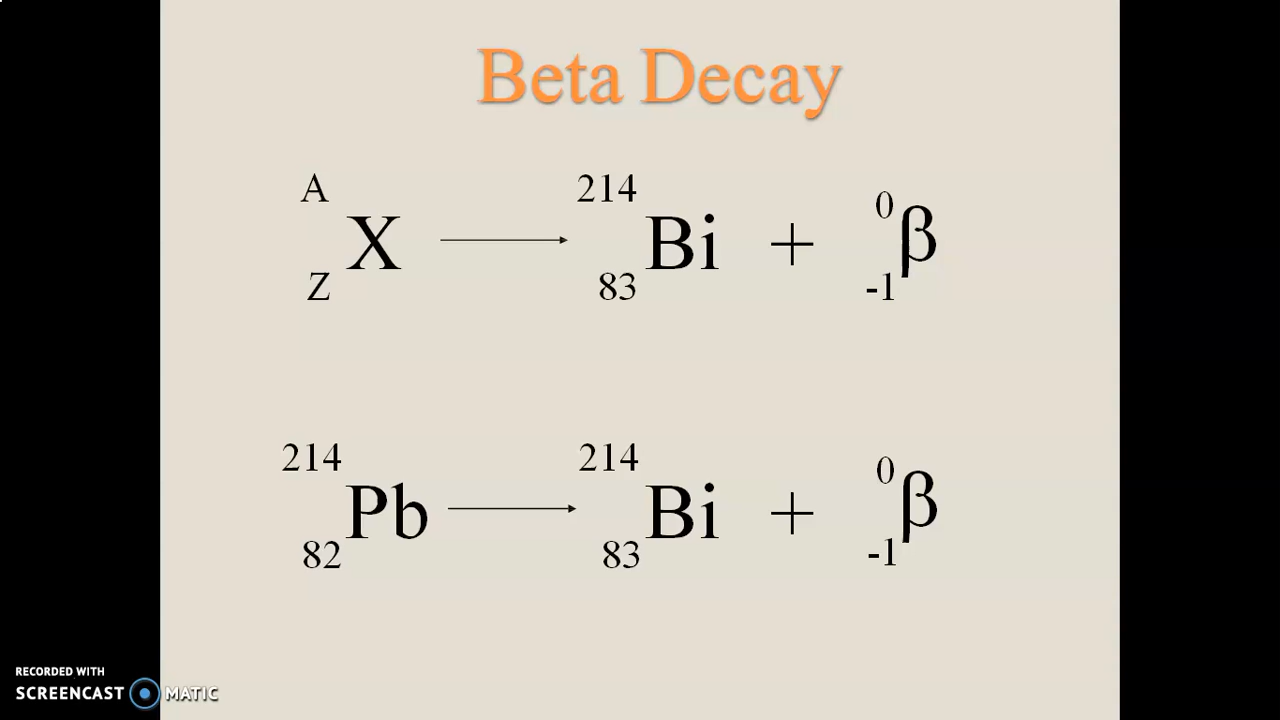 Beta Decay
A 214 0
X → Bi + β
Z 83 -1
214 214 0
Pb → Bi + β
82 83 -1
RECORDED WITH
SCREENCAST MATIC